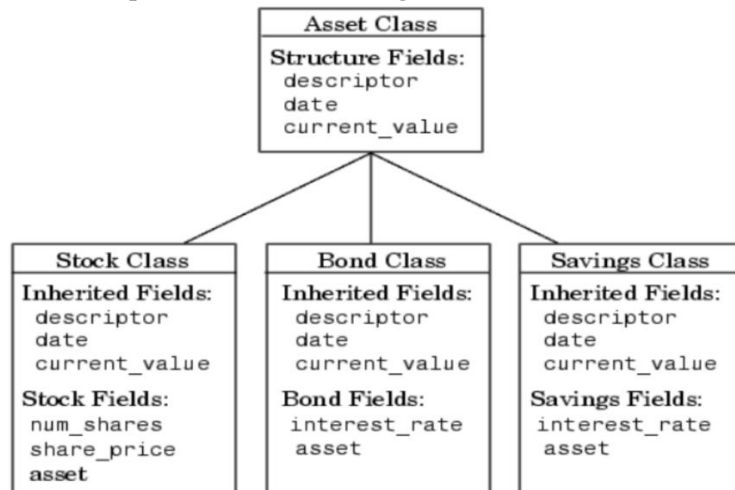 Asset Class
Structure Fields:
descriptor
date
current_value
Stock Class
Inherited Fields:
descriptor
date
current_value
Stock Fields:
num_shares
share_price
asset
Bond Class
Inherited Fields:
descriptor
date
current_value
Bond Fields:
interest_rate
asset
Savings Class
Inherited Fields:
descriptor
date
current_value
Savings Fields:
interest_rate
asset